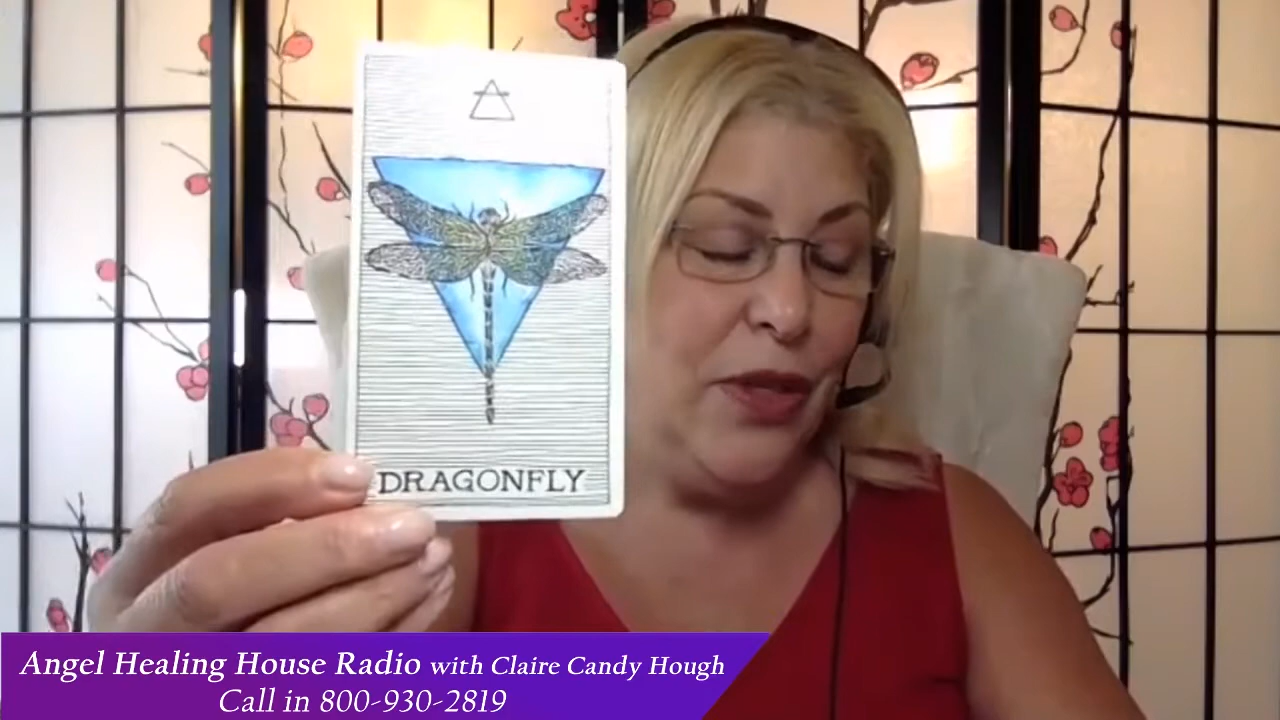 DRAGONFLY
Angel Healing House Radio with Claire Candy Hough
Call in 800-930-2819